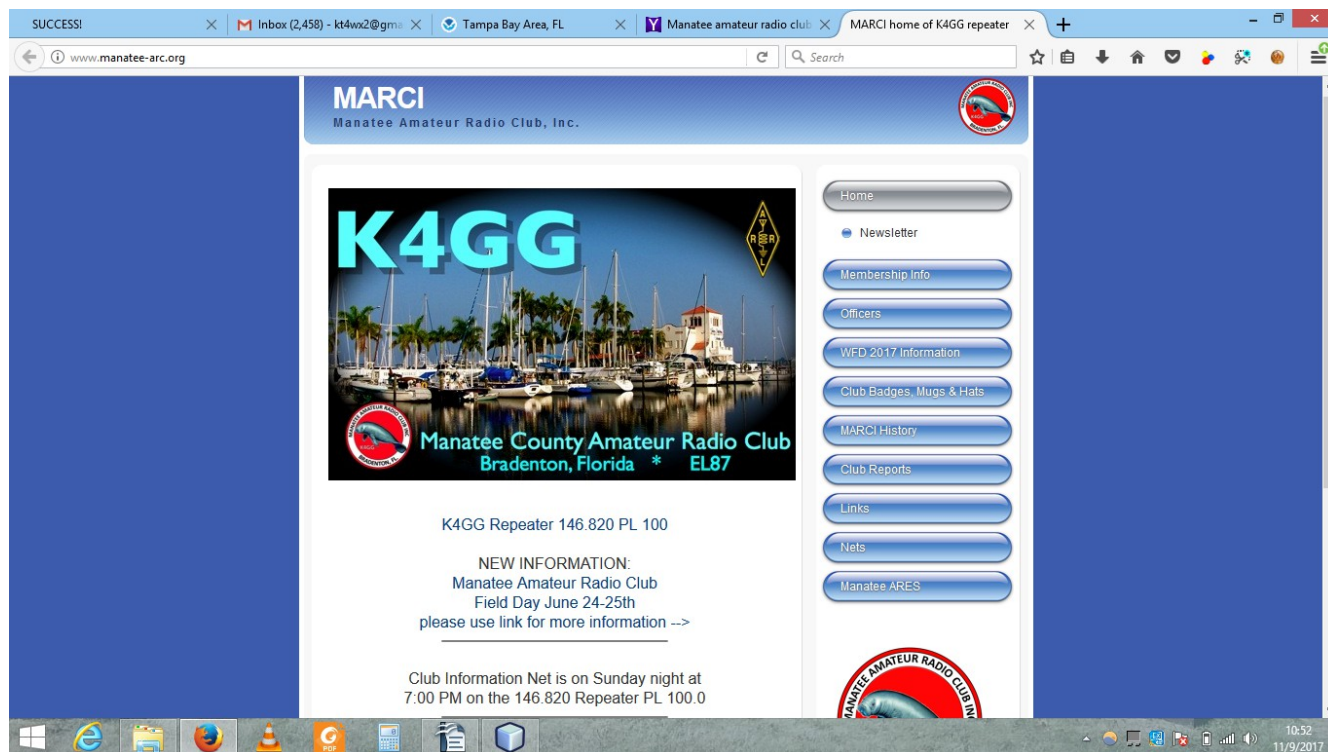 SUCCESS!
Inbox (2,458) - kt4wx2@gma
Tampa Bay Area, FL
Manatee amateur radio club
MARCI home of K4GG repeater
www.manatee-arc.org
Search
MARCI
Manatee Amateur Radio Club, Inc.
K4GG
A
R R
L
Manatee County Amateur Radio Club
Bradenton, Florida * EL87
K4GG Repeater 146.820 PL 100
NEW INFORMATION:
Manatee Amateur Radio Club
Field Day June 24-25th
please use link for more information -->
Club Information Net is on Sunday night at
7:00 PM on the 146.820 Repeater PL 100.0
Home
Newsletter
Membership Info
Officers
WFD 2017 Information
Club Badges, Mugs & Hats
MARCI History
Club Reports
Links
Nets
Manatee ARES
MANATEE AMATEUR RADIO CLUB INC
PDF
10:52
11/9/2017